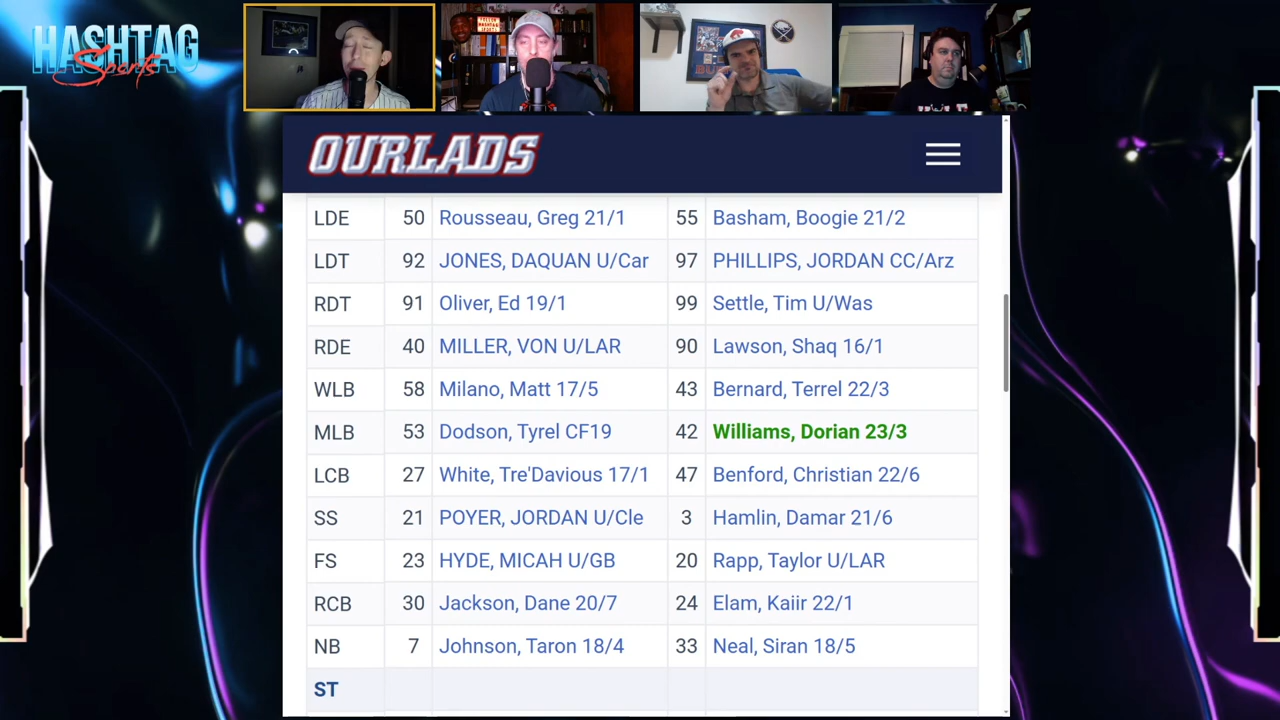 HASHTAG
Sports
OURLADS
LDE 50 Rousseau, Greg 21/1 55 Basham, Boogie 21/2
LDT 92 JONES, DAQUAN U/Car 97 PHILLIPS, JORDAN CC/Arz
RDT 91 Oliver, Ed 19/1 99 Settle, Tim U/Was
RDE 40 MILLER, VON U/LAR 90 Lawson, Shaq 16/1
WLB 58 Milano, Matt 17/5 43 Bernard, Terrel 22/3
MLB 53 Dodson, Tyrel CF19 42 Williams, Dorian 23/3
LCB 27 White, Tre'Davious 17/1 47 Benford, Christian 22/6
SS 21 POYER, JORDAN U/Cle 3 Hamlin, Damar 21/6
FS 23 HYDE, MICAH U/GB 20 Rapp, Taylor U/LAR
RCB 30 Jackson, Dane 20/7 24 Elam, Kaiir 22/1
NB 7 Johnson, Taron 18/4 33 Neal, Siran 18/5
ST